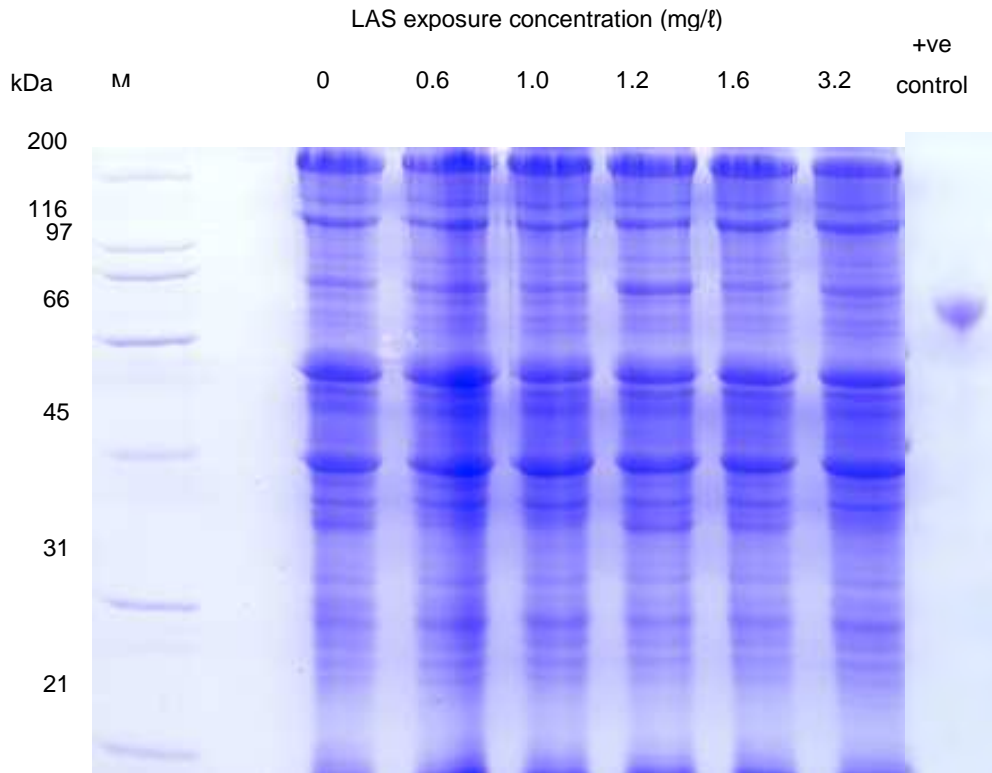 LAS exposure concentration (mg/ℓ)
+ve
control
kDa M 0 0.6 1.0 1.2 1.6 3.2
200
116
97
66
45
31
21